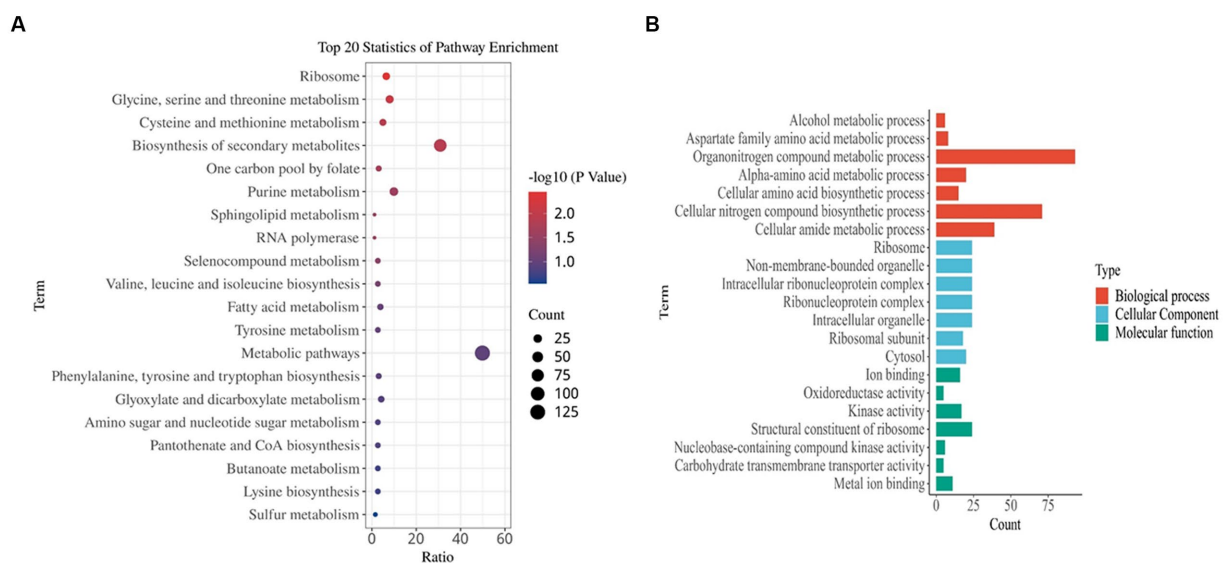 A
Top 20 Statistics of Pathway Enrichment
Term
Ribosome
Glycine, serine and threonine metabolism
Cysteine and methionine metabolism
Biosynthesis of secondary metabolites
One carbon pool by folate
Purine metabolism
Sphingolipid metabolism
RNA polymerase
Selenocompound metabolism
Valine, leucine and isoleucine biosynthesis
Fatty acid metabolism
Tyrosine metabolism
Metabolic pathways
Phenylalanine, tyrosine and tryptophan biosynthesis
Glyoxylate and dicarboxylate metabolism
Amino sugar and nucleotide sugar metabolism
Pantothenate and CoA biosynthesis
Butanoate metabolism
Lysine biosynthesis
Sulfur metabolism
0 20 40 60
Ratio
-log10 (P Value)
2.0
1.5
1.0
Count
25
50
75
100
125
B
Term
Alcohol metabolic process
Aspartate family amino acid metabolic process
Organonitrogen compound metabolic process
Alpha-amino acid metabolic process
Cellular amino acid biosynthetic process
Cellular nitrogen compound biosynthetic process
Cellular amide metabolic process
Ribosome
Non-membrane-bounded organelle
Intracellular ribonucleoprotein complex
Ribonucleoprotein complex
Intracellular organelle
Ribosomal subunit
Cytosol
Ion binding
Oxidoreductase activity
Kinase activity
Structural constituent of ribosome
Nucleobase-containing compound kinase activity
Carbohydrate transmembrane transporter activity
Metal ion binding
0 25 50 75
Count
Type
Biological process
Cellular Component
Molecular function